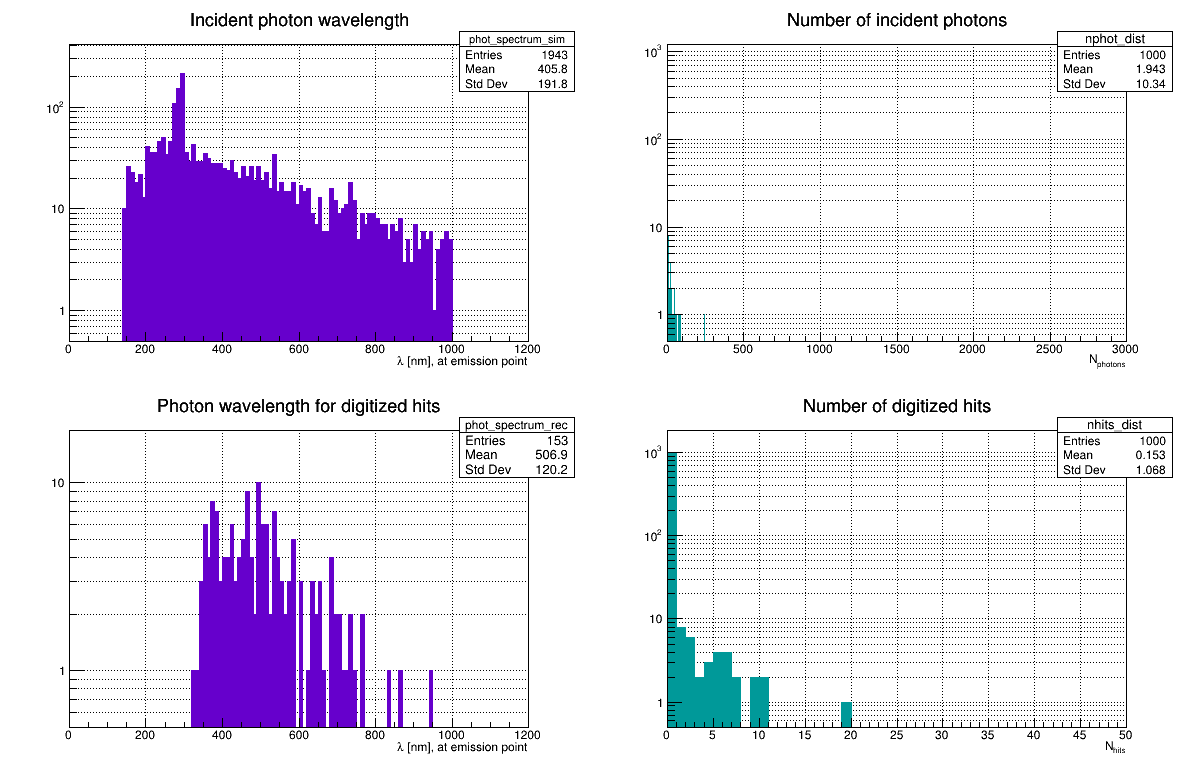 Incident photon wavelength
phot_spectrum_sim
Entries 1943
Mean 405.8
Std Dev 191.8
10²
10
1
0 200 400 600 800 1000 1200
λ [nm], at emission point
Number of incident photons
nphot_dist
Entries 1000
Mean 1.943
Std Dev 10.34
10³
10²
10
1
0 500 1000 1500 2000 2500 3000
Nphotons
Photon wavelength for digitized hits
phot_spectrum_rec
Entries 153
Mean 506.9
Std Dev 120.2
10
1
0 200 400 600 800 1000 1200
λ [nm], at emission point
Number of digitized hits
nhits_dist
Entries 1000
Mean 0.153
Std Dev 1.068
10³
10²
10
1
0 5 10 15 20 25 30 35 40 45 50
Nhits